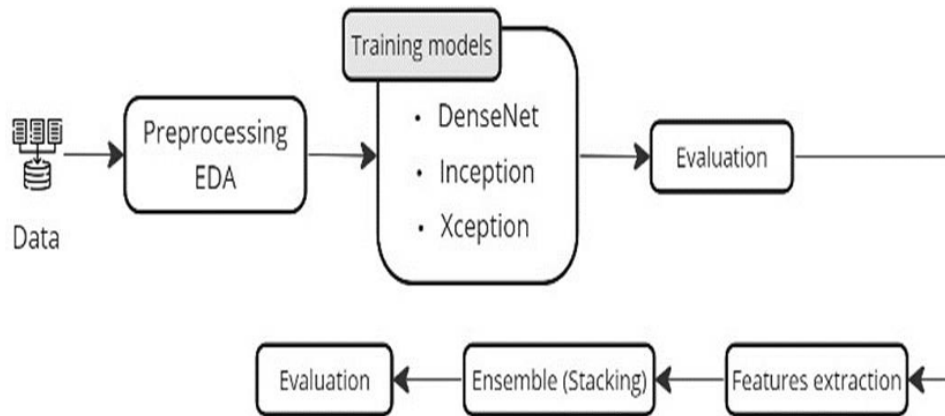 Training models
• DenseNet
• Inception
• Xception
Preprocessing
EDA
Data
Evaluation
Features extraction
Ensemble (Stacking)
Evaluation